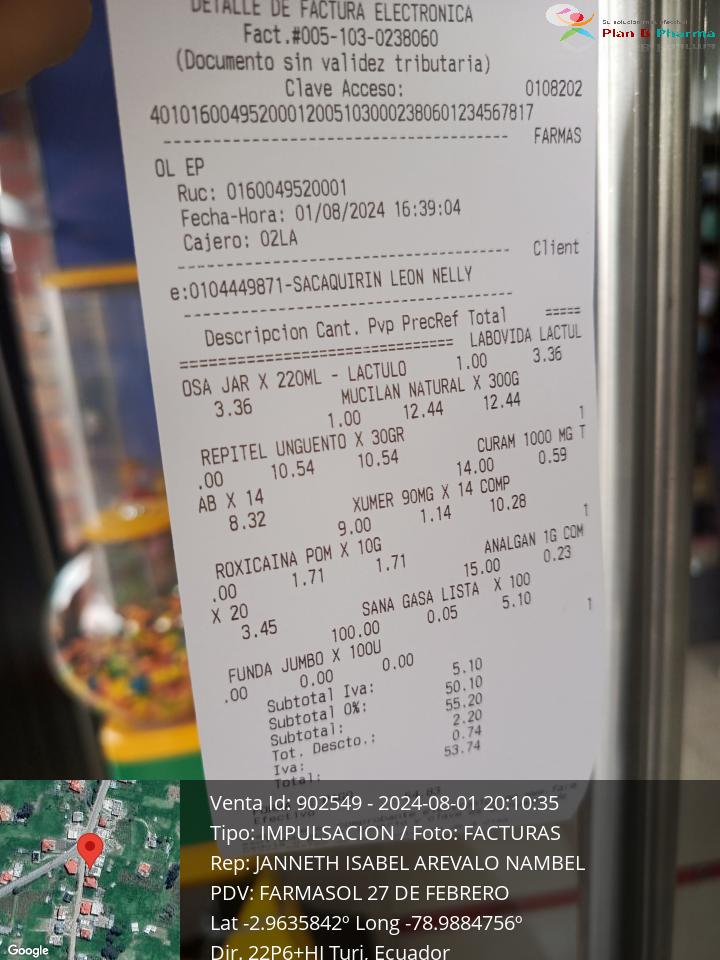 DETALLE DE FACTURA ELECTRONICA
Fact.#005-103-0238060
(Documento sin validez tributaria)
Clave Acceso: 0108202
401016004952000120051030002380601234567817
---------------------------------- FARMAS
OL EP
Ruc: 0160049520001
Fecha-Hora: 01/08/2024 16:39:04
Cajero: 02LA
---------------------------------- Client
e:0104449871-SACAQUIRIN LEON NELLY
----------------------------------
Descripcion Cant. Pvp PrecRef Total =====
============================= LABOVIDA LACTUL
OSA JAR X 220ML - LACTULO 1.00 3.36
3.36 MUCILAN NATURAL X 300G
1.00 12.44 12.44
REPITEL UNGUENTO X 30GR 1
.00 10.54 10.54 CURAM 1000 MG T
AB X 14 14.00 0.59
8.32 XUMER 90MG X 14 COMP
9.00 1.14 10.28
ROXICAINA POM X 10G 1
.00 1.71 1.71 ANALGAN 1G COM
X 20 15.00 0.23
3.45 SANA GASA LISTA X 100
100.00 0.05 5.10
FUNDA JUMBO X 100U 1
.00 0.00 0.00
Subtotal Iva: 5.10
Subtotal 0%: 50.10
Subtotal: 55.20
Tot. Descto.: 2.20
Iva: 0.74
Total: 53.74
Efectivo
Plan B Pharma
Venta Id: 902549 - 2024-08-01 20:10:35
Tipo: IMPULSACION / Foto: FACTURAS
Rep: JANNETH ISABEL AREVALO NAMBEL
PDV: FARMASOL 27 DE FEBRERO
Lat -2.9635842º Long -78.9884756º
Dir. 22P6+HJ Turi, Ecuador
Google